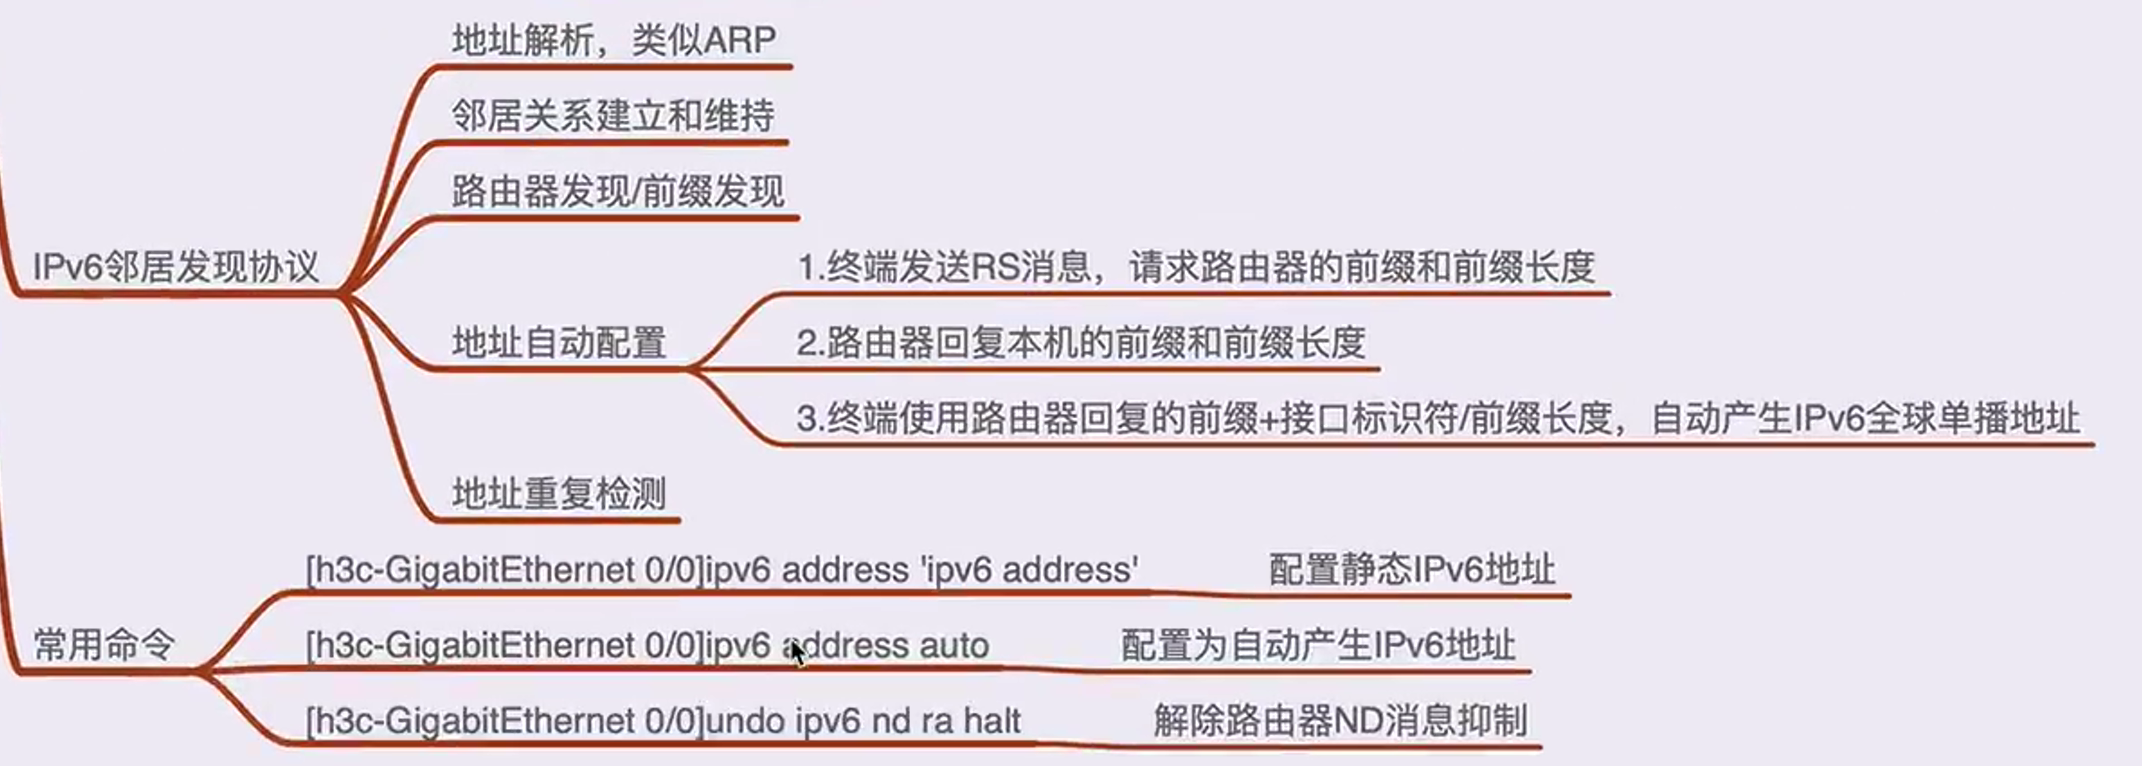 地址解析，类似ARP
邻居关系建立和维持
路由器发现/前缀发现
IPv6邻居发现协议
1.终端发送RS消息，请求路由器的前缀和前缀长度
地址自动配置
2.路由器回复本机的前缀和前缀长度
3.终端使用路由器回复的前缀+接口标识符/前缀长度，自动产生IPv6全球单播地址
地址重复检测
[h3c-GigabitEthernet 0/0]ipv6 address 'ipv6 address' 配置静态IPv6地址
常用命令
[h3c-GigabitEthernet 0/0]ipv6 address auto 配置为自动产生IPv6地址
[h3c-GigabitEthernet 0/0]undo ipv6 nd ra halt 解除路由器ND消息抑制